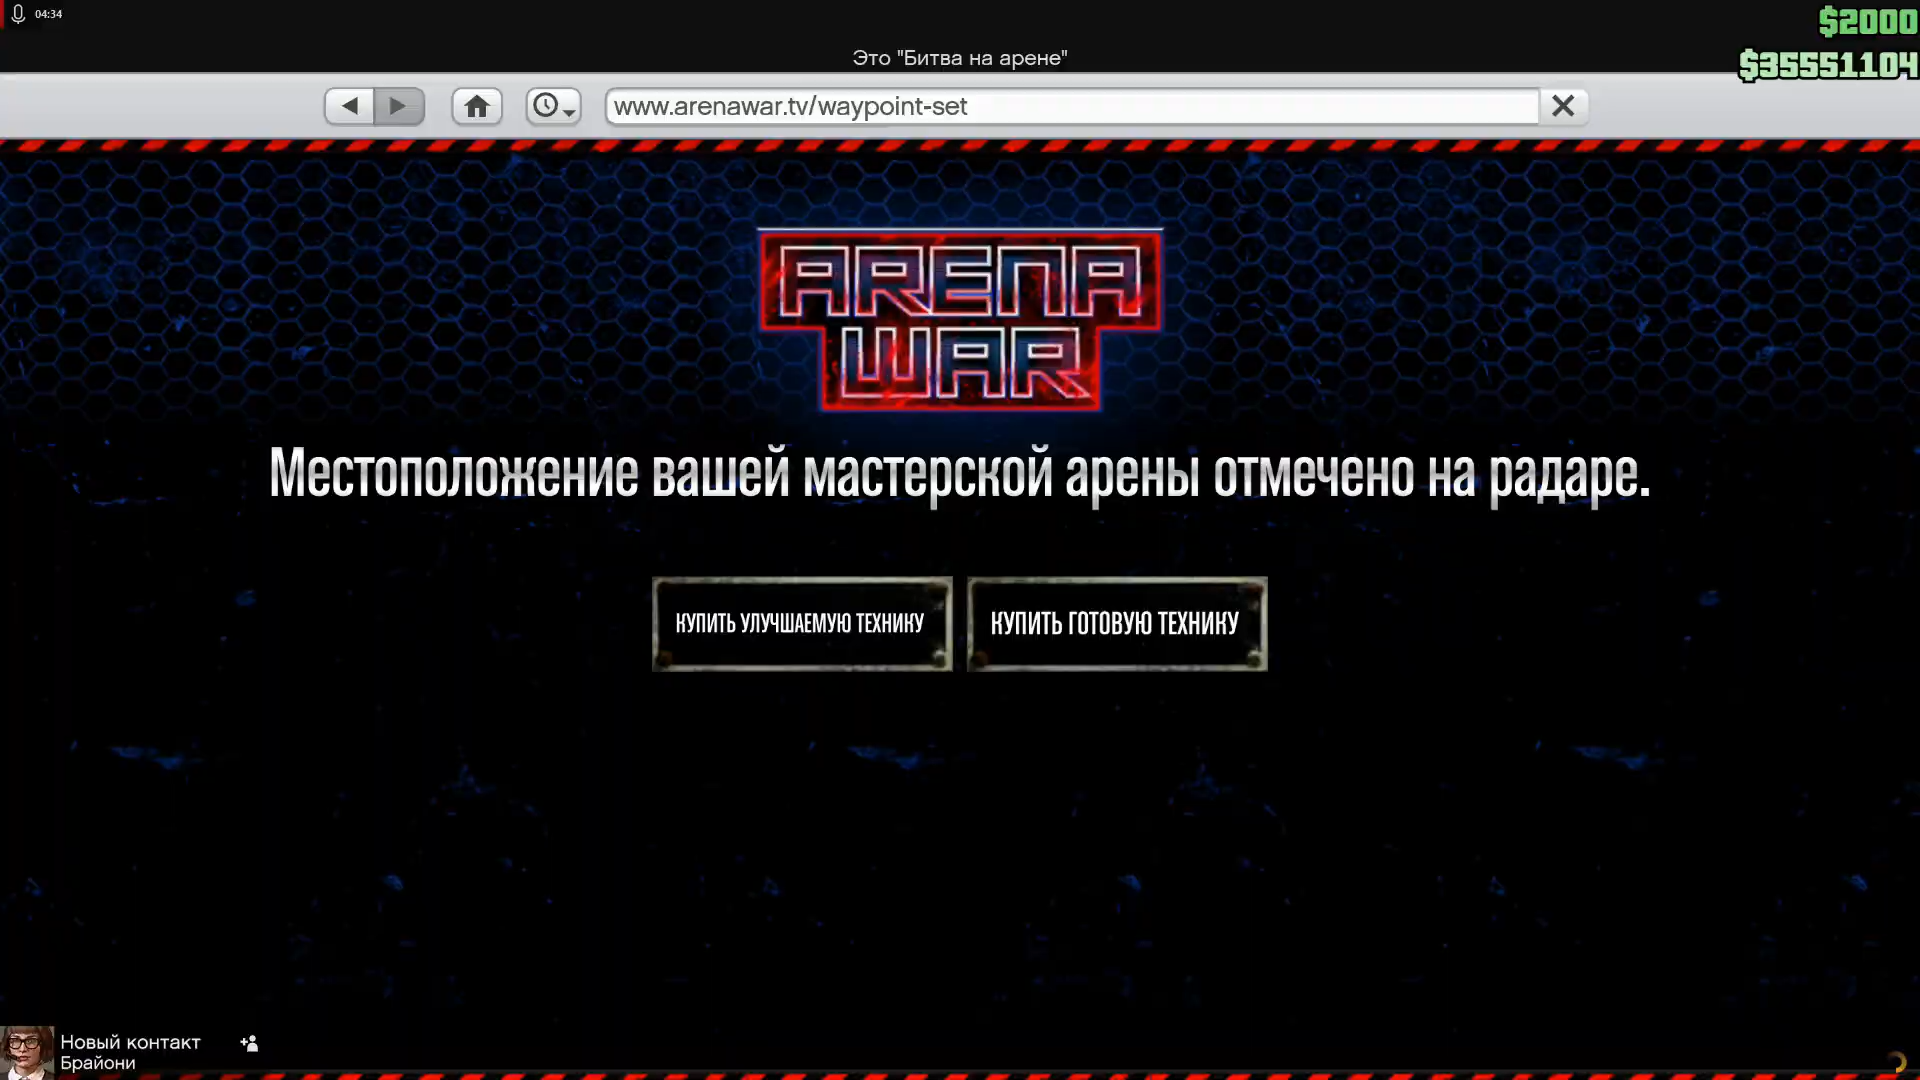 04:34
$2000
Это "Битва на арене"
$35551104
www.arenawar.tv/waypoint-set
ARENA
WAR
Местоположение вашей мастерской арены отмечено на радаре.
КУПИТЬ УЛУЧШАЕМУЮ ТЕХНИКУ
КУПИТЬ ГОТОВУЮ ТЕХНИКУ
Новый контакт
Брайони